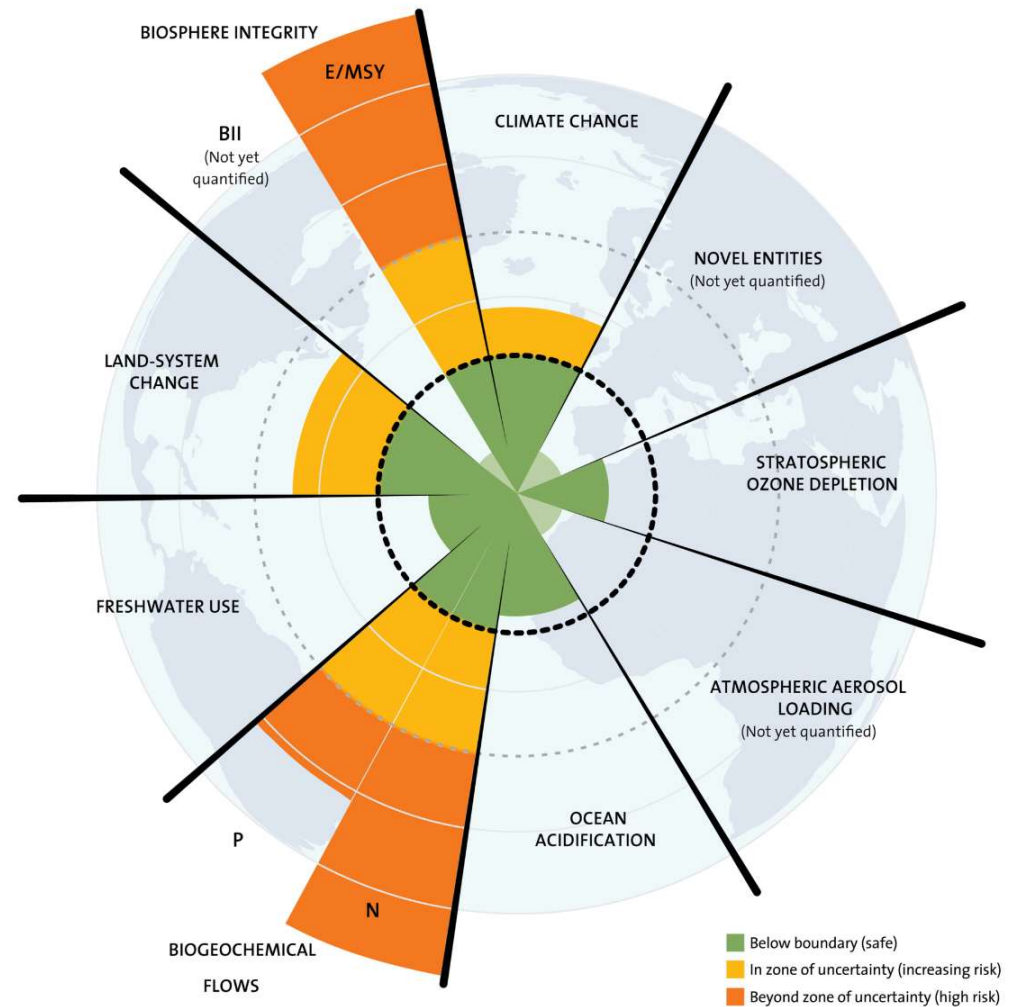 BIOSPHERE INTEGRITY
E/MSY
BII
(Not yet
quantified)
CLIMATE CHANGE
NOVEL ENTITIES
(Not yet quantified)
LAND-SYSTEM
CHANGE
STRATOSPHERIC
OZONE DEPLETION
FRESHWATER USE
ATMOSPHERIC AEROSOL
LOADING
(Not yet quantified)
OCEAN
ACIDIFICATION
P
N
BIOGEOCHEMICAL
FLOWS
Below boundary (safe)
In zone of uncertainty (increasing risk)
Beyond zone of uncertainty (high risk)